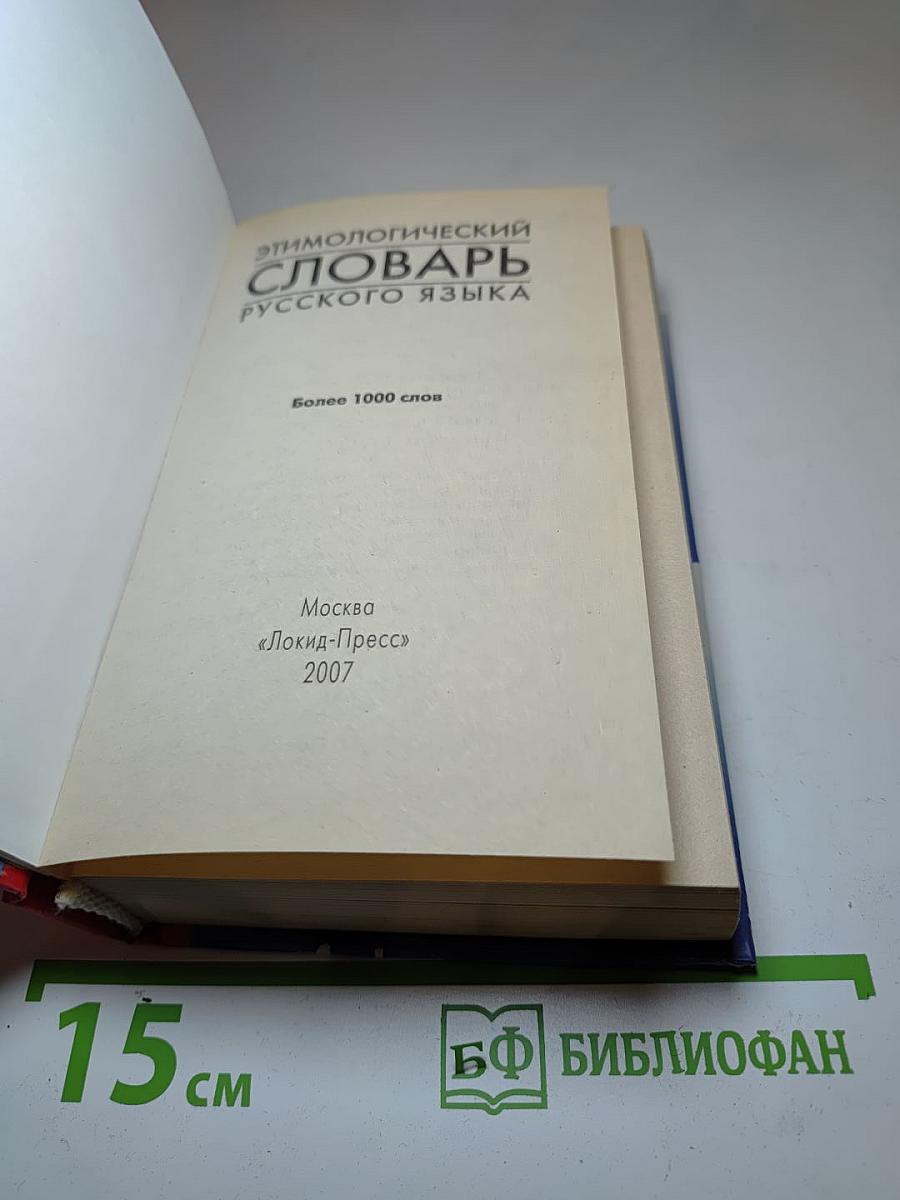 ЭТИМОЛОГИЧЕСКИЙ
СЛОВАРЬ
РУССКОГО ЯЗЫКА
Более 1000 слов
Москва
«Локид-Пресс»
2007
15 см
БФ БИБЛИОФАН